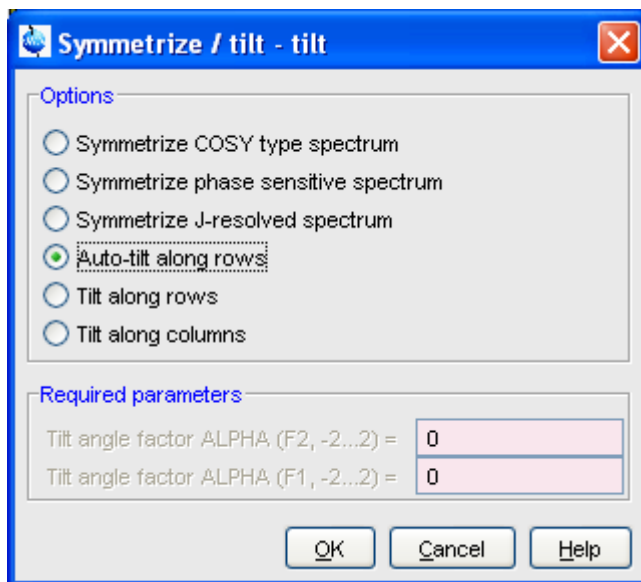 Symmetrize / tilt - tilt
Options
Symmetrize COSY type spectrum
Symmetrize phase sensitive spectrum
Symmetrize J-resolved spectrum
Auto-tilt along rows
Tilt along rows
Tilt along columns
Required parameters
Tilt angle factor ALPHA (F2, -2...2) = 0
Tilt angle factor ALPHA (F1, -2...2) = 0
OK Cancel Help